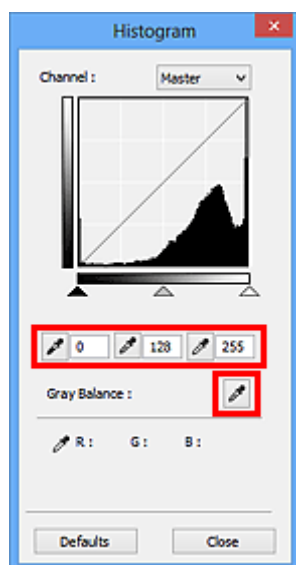 Histogram
Channel : Master
0 128 255
Gray Balance :
R : G : B :
Defaults Close